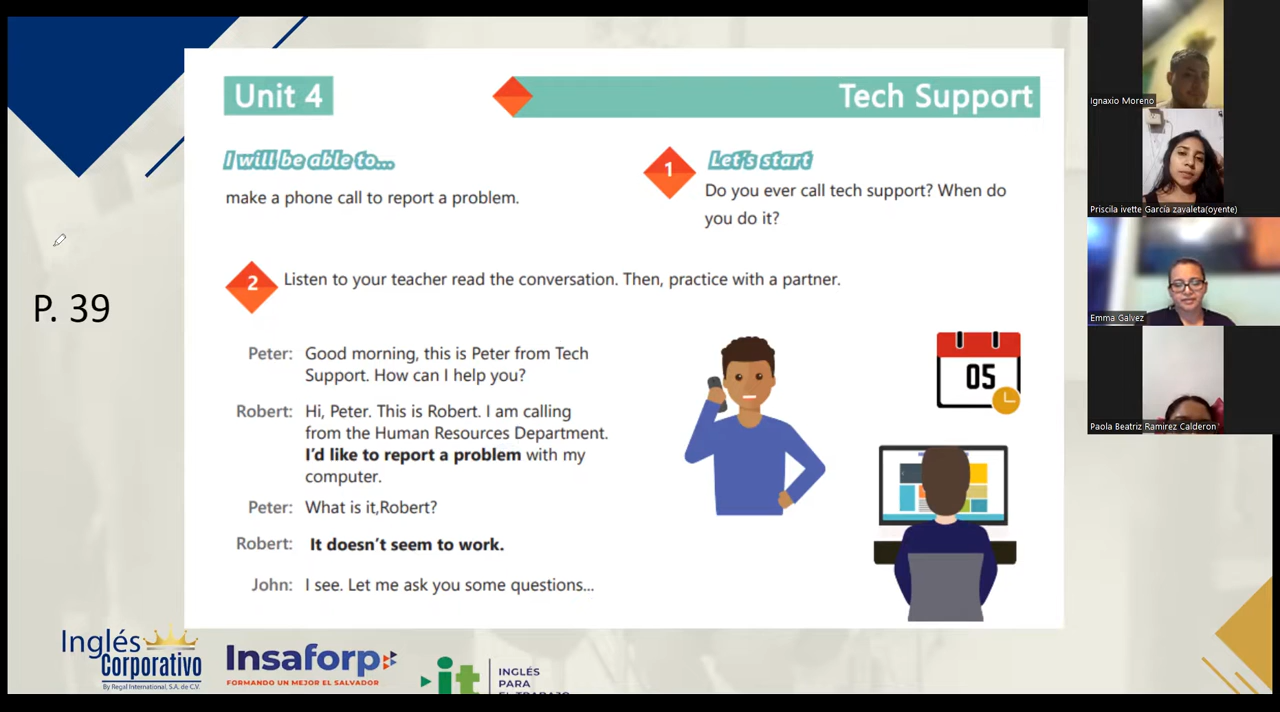 Unit 4
Tech Support
I will be able to...
make a phone call to report a problem.
1
Let's start
Do you ever call tech support? When do
you do it?
2
Listen to your teacher read the conversation. Then, practice with a partner.
P. 39
Peter: Good morning, this is Peter from Tech
Support. How can I help you?
Robert: Hi, Peter. This is Robert. I am calling
from the Human Resources Department.
I'd like to report a problem with my
computer.
Peter: What is it,Robert?
Robert: It doesn't seem to work.
John: I see. Let me ask you some questions...
05
Inglés
Corporativo
By Regal International, S.A. de C.V.
Insaforp
FORMANDO UN MEJOR EL SALVADOR
it
INGLÉS
PARA
EL TRABAJO
Ignaxio Moreno
Priscila ivette García zavaleta(oyente)
Emma Galvez
Paola Beatriz Ramirez Calderon